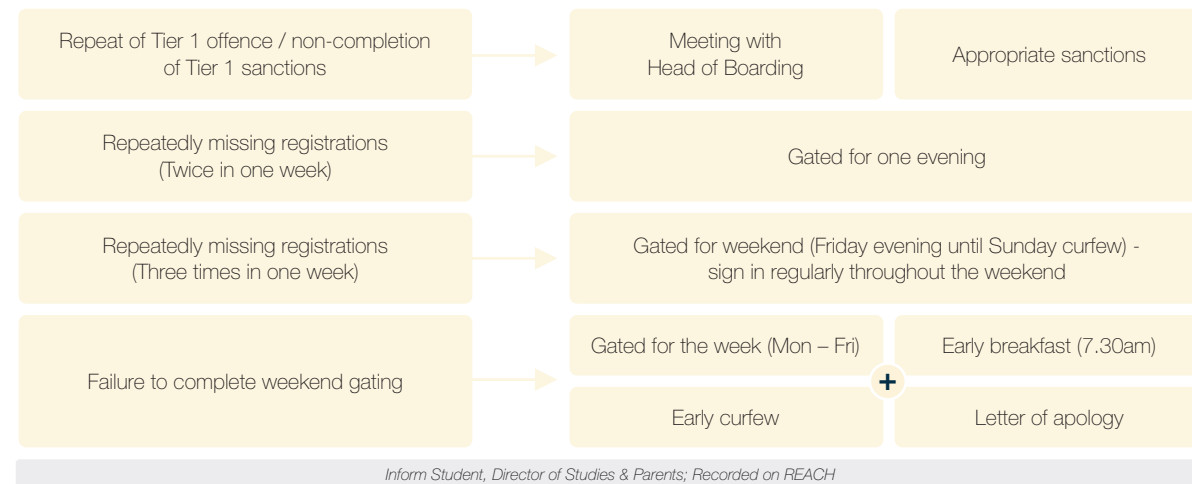 Repeat of Tier 1 offence / non-completion
of Tier 1 sanctions
Meeting with
Head of Boarding
Appropriate sanctions
Repeatedly missing registrations
(Twice in one week)
Gated for one evening
Repeatedly missing registrations
(Three times in one week)
Gated for weekend (Friday evening until Sunday curfew) -
sign in regularly throughout the weekend
Failure to complete weekend gating
Gated for the week (Mon – Fri)
Early breakfast (7.30am)
+
Early curfew
Letter of apology
Inform Student, Director of Studies & Parents; Recorded on REACH